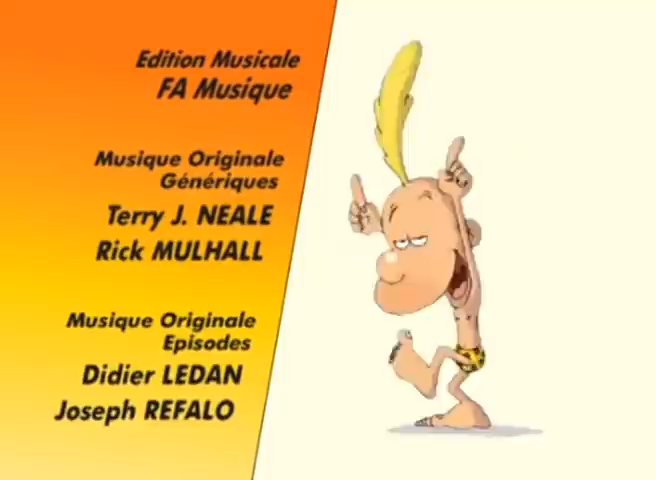 Edition Musicale
FA Musique
Musique Originale
Génériques
Terry J. NEALE
Rick MULHALL
Musique Originale
Episodes
Didier LEDAN
Joseph REFALO